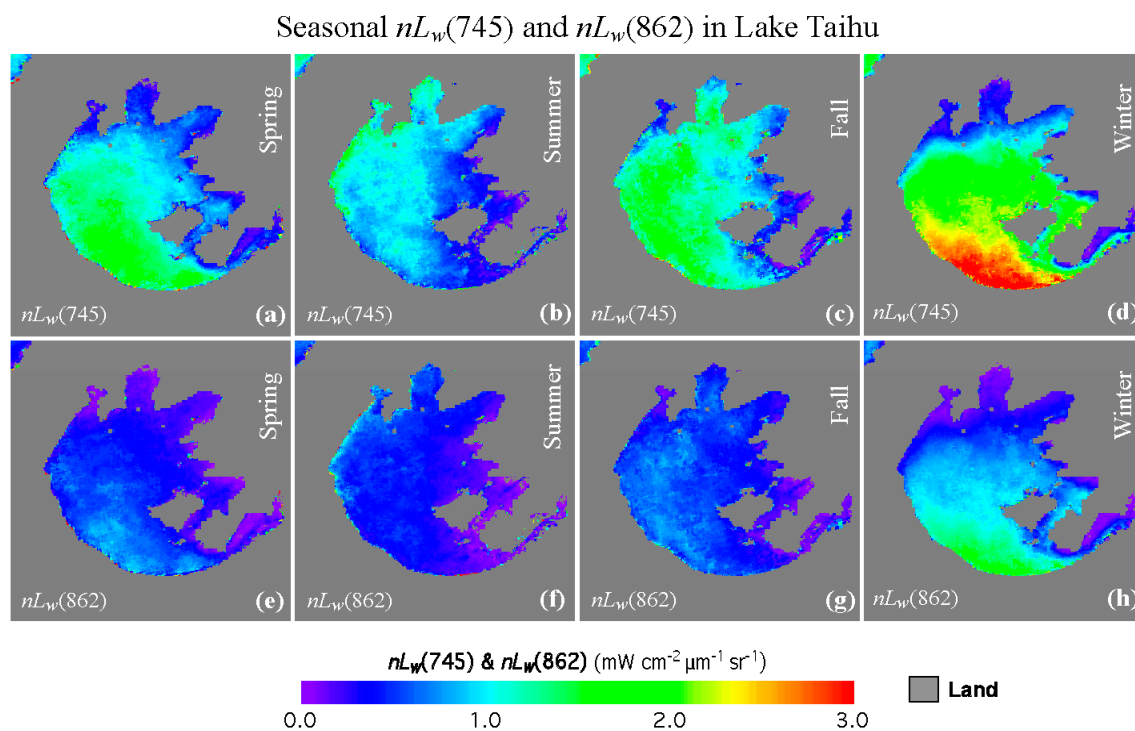 Seasonal nLw(745) and nLw(862) in Lake Taihu
Spring
nLw(745)
(a)
Summer
nLw(745)
(b)
Fall
nLw(745)
(c)
Winter
nLw(745)
(d)
Spring
nLw(862)
(e)
Summer
nLw(862)
(f)
Fall
nLw(862)
(g)
Winter
nLw(862)
(h)
nLw(745) & nLw(862) (mW cm⁻² μm⁻¹ sr⁻¹)
Land
0.0 1.0 2.0 3.0